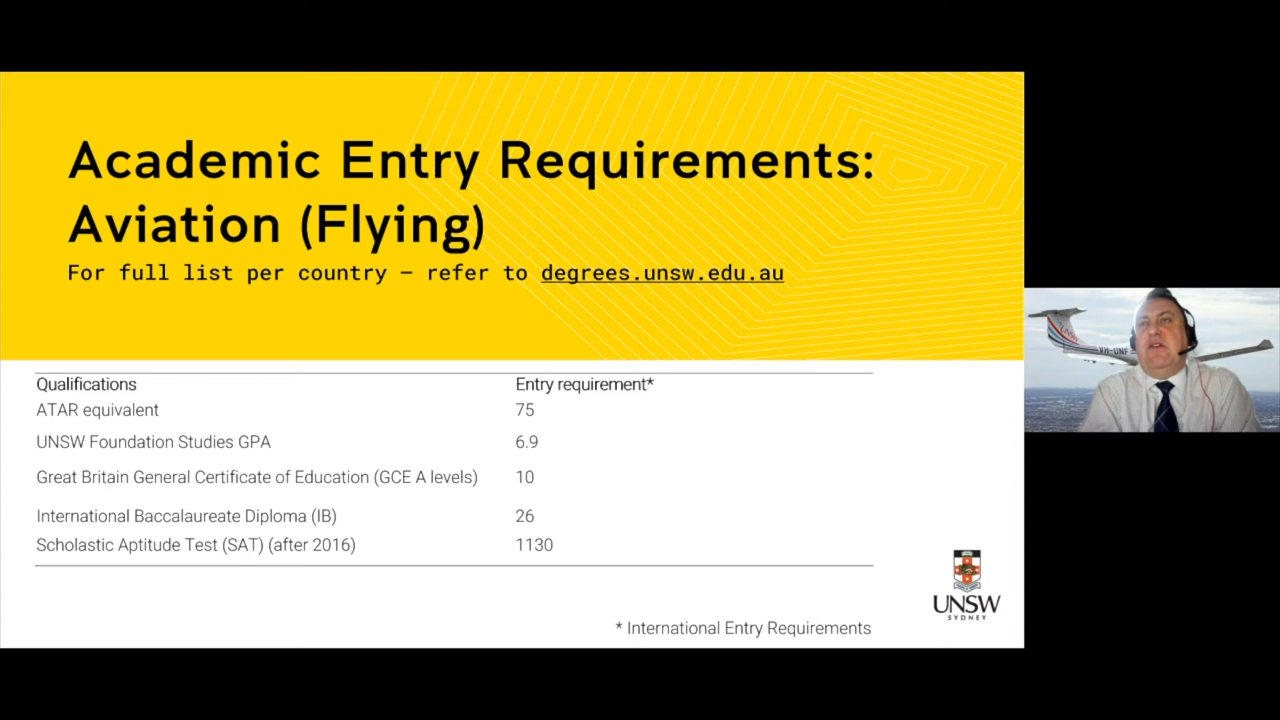 Academic Entry Requirements:
Aviation (Flying)
For full list per country – refer to degrees.unsw.edu.au
Qualifications Entry requirement*
ATAR equivalent 75
UNSW Foundation Studies GPA 6.9
Great Britain General Certificate of Education (GCE A levels) 10
International Baccalaureate Diploma (IB) 26
Scholastic Aptitude Test (SAT) (after 2016) 1130
* International Entry Requirements
UNSW
SYDNEY
VH-UNF